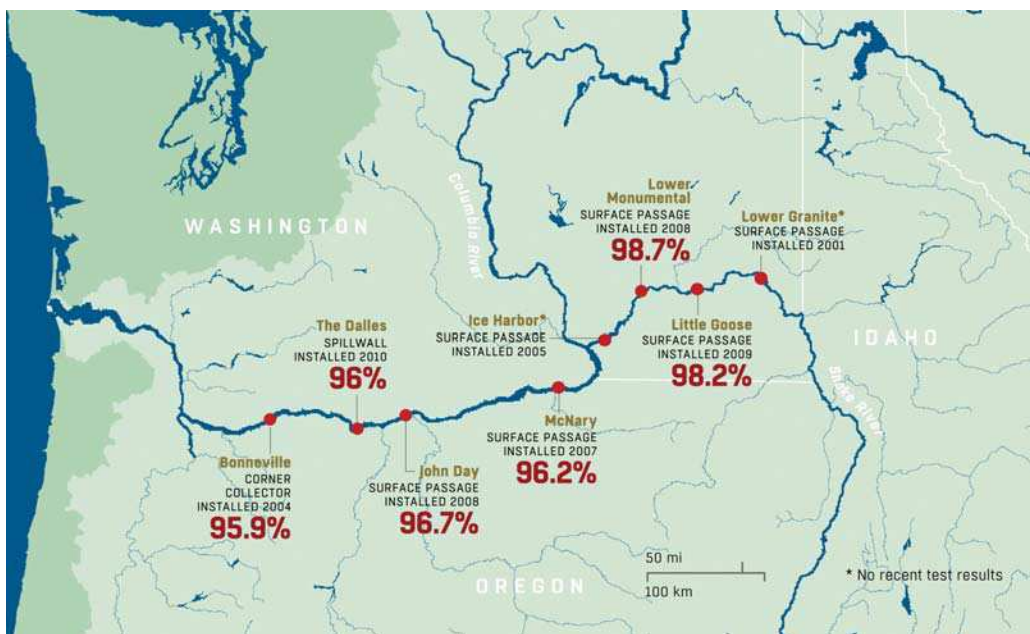 WASHINGTON
Columbia River
Lower
Monumental
SURFACE PASSAGE
INSTALLED 2008
98.7%
Lower Granite*
SURFACE PASSAGE
INSTALLED 2001
The Dalles
SPILLWALL
INSTALLED 2010
96%
Ice Harbor*
SURFACE PASSAGE
INSTALLED 2005
Little Goose
SURFACE PASSAGE
INSTALLED 2009
98.2%
IDAHO
Snake River
Bonneville
CORNER
COLLECTOR
INSTALLED 2004
95.9%
John Day
SURFACE PASSAGE
INSTALLED 2008
96.7%
McNary
SURFACE PASSAGE
INSTALLED 2007
96.2%
OREGON
50 mi
100 km
* No recent test results